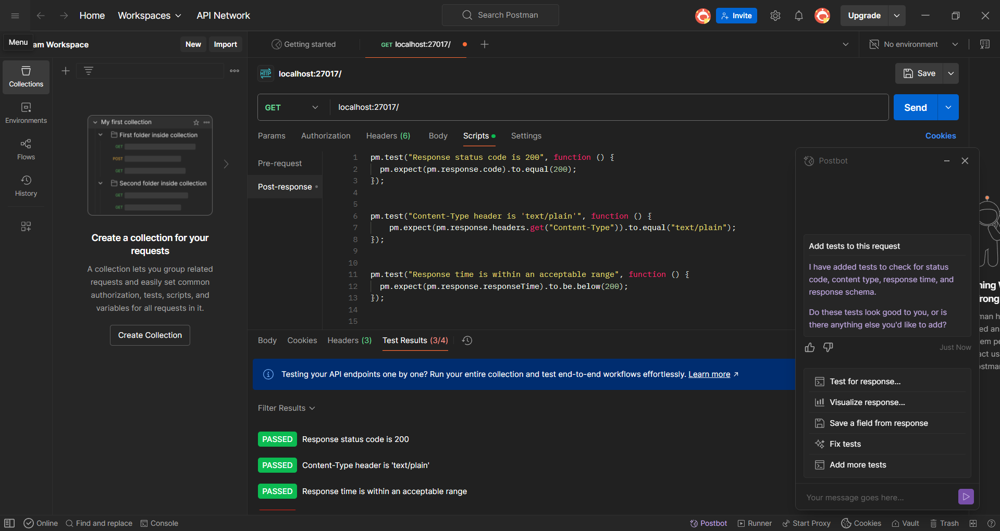 Home
Workspaces
API Network
Search Postman
Invite
Upgrade
Menu
am Workspace
New
Import
Getting started
GET localhost:27017/
No environment
Collections
Environments
Flows
History
My first collection
First folder inside collection
GET
POST
GET
Second folder inside collection
GET
GET
Create a collection for your
requests
A collection lets you group related
requests and easily set common
authorization, tests, scripts, and
variables for all requests in it.
Create Collection
HTTP
localhost:27017/
Save
GET
localhost:27017/
Send
Params
Authorization
Headers (6)
Body
Scripts
Settings
Cookies
Pre-request
Post-response
1 pm.test("Response status code is 200", function () {
2 pm.expect(pm.response.code).to.equal(200);
3 });
4
5
6 pm.test("Content-Type header is 'text/plain'", function () {
7 pm.expect(pm.response.headers.get("Content-Type")).to.equal("text/plain");
8 });
9
10
11 pm.test("Response time is within an acceptable range", function () {
12 pm.expect(pm.response.responseTime).to.be.below(200);
13 });
14
15
Body
Cookies
Headers (3)
Test Results (3/4)
Testing your API endpoints one by one? Run your entire collection and test end-to-end workflows effortlessly. Learn more
Filter Results
PASSED Response status code is 200
PASSED Content-Type header is 'text/plain'
PASSED Response time is within an acceptable range
Postbot
Add tests to this request
I have added tests to check for status
code, content type, response time, and
response schema.
Do these tests look good to you, or is
there anything else you'd like to add?
Just Now
Test for response...
Visualize response...
Save a field from response
Fix tests
Add more tests
Your message goes here...
Online
Find and replace
Console
Postbot
Runner
Start Proxy
Cookies
Vault
Trash